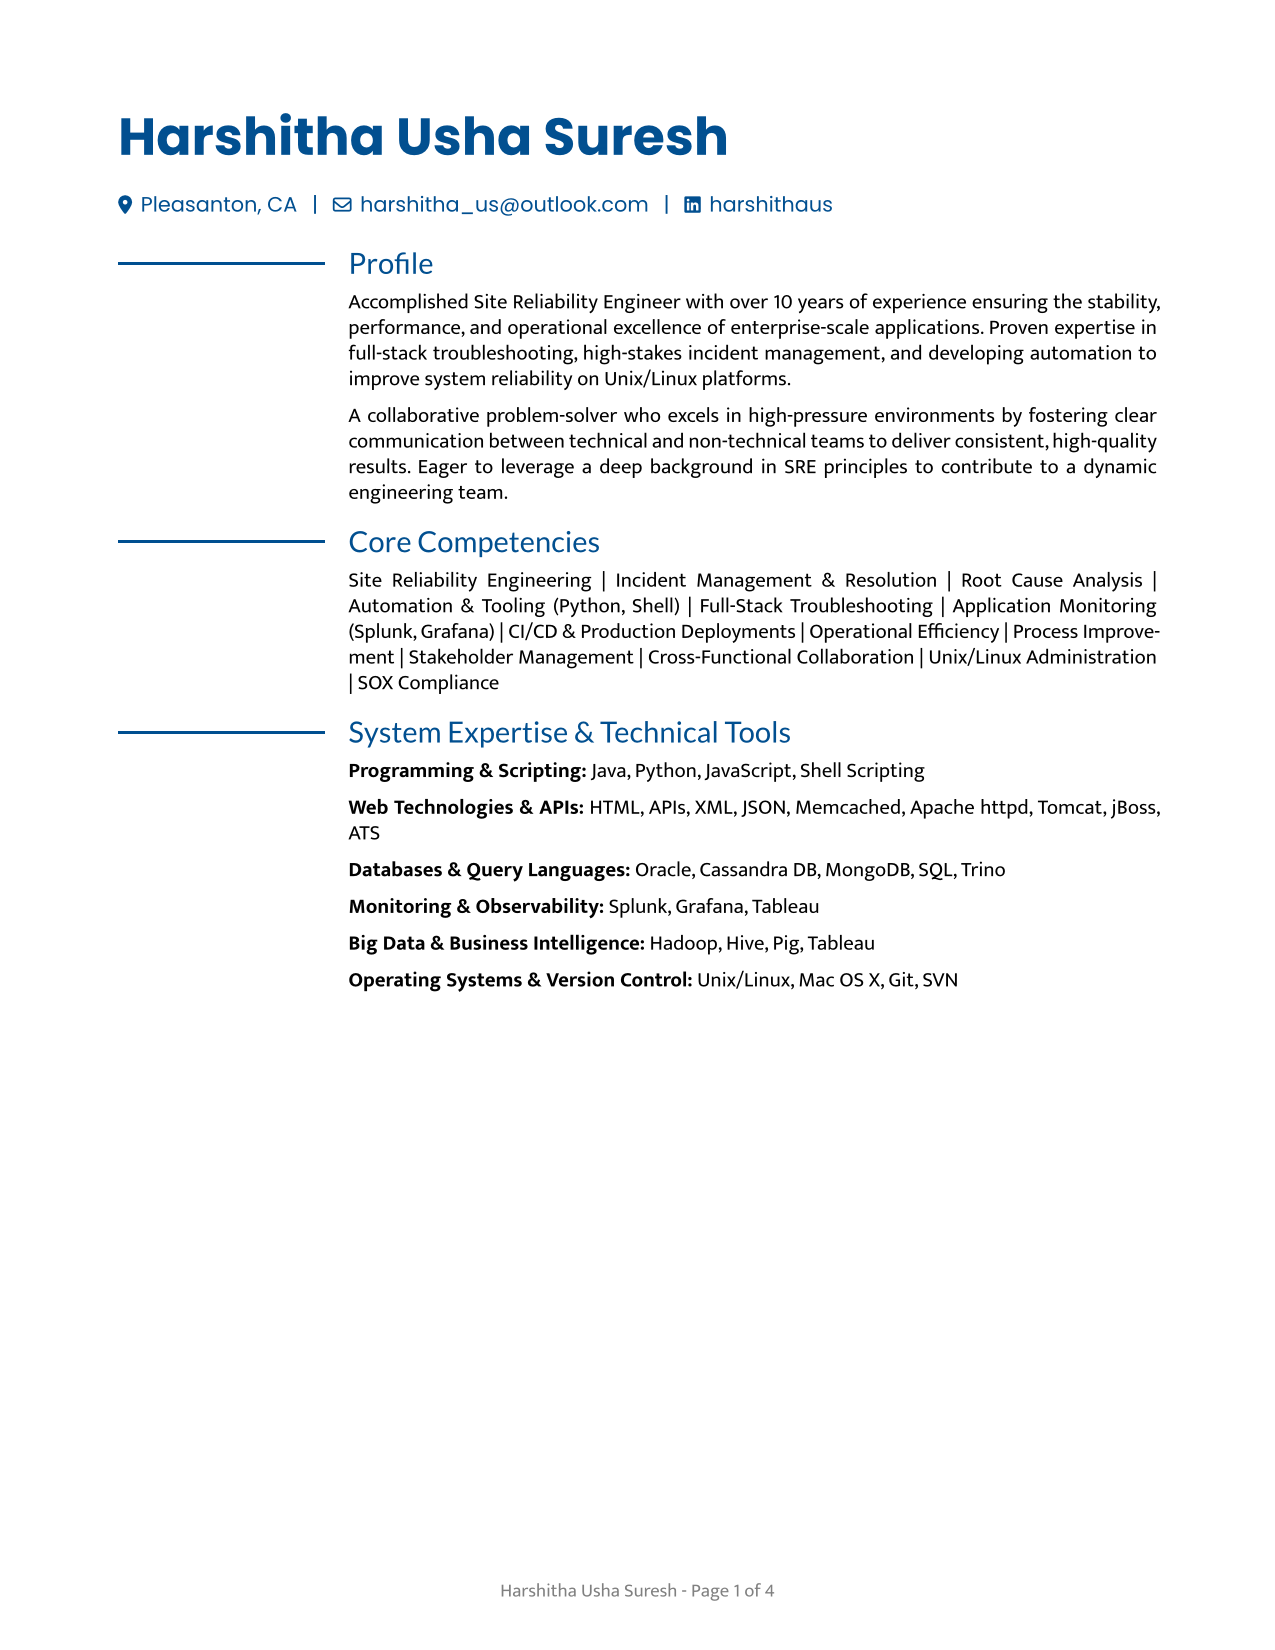 Harshitha Usha Suresh
Pleasanton, CA | harshitha_us@outlook.com | harshithaus
Profile
Accomplished Site Reliability Engineer with over 10 years of experience ensuring the stability,
performance, and operational excellence of enterprise-scale applications. Proven expertise in
full-stack troubleshooting, high-stakes incident management, and developing automation to
improve system reliability on Unix/Linux platforms.
A collaborative problem-solver who excels in high-pressure environments by fostering clear
communication between technical and non-technical teams to deliver consistent, high-quality
results. Eager to leverage a deep background in SRE principles to contribute to a dynamic
engineering team.
Core Competencies
Site Reliability Engineering | Incident Management & Resolution | Root Cause Analysis |
Automation & Tooling (Python, Shell) | Full-Stack Troubleshooting | Application Monitoring
(Splunk, Grafana) | CI/CD & Production Deployments | Operational Efficiency | Process Improve-
ment | Stakeholder Management | Cross-Functional Collaboration | Unix/Linux Administration
| SOX Compliance
System Expertise & Technical Tools
Programming & Scripting: Java, Python, JavaScript, Shell Scripting
Web Technologies & APIs: HTML, APIs, XML, JSON, Memcached, Apache httpd, Tomcat, jBoss,
ATS
Databases & Query Languages: Oracle, Cassandra DB, MongoDB, SQL, Trino
Monitoring & Observability: Splunk, Grafana, Tableau
Big Data & Business Intelligence: Hadoop, Hive, Pig, Tableau
Operating Systems & Version Control: Unix/Linux, Mac OS X, Git, SVN
Harshitha Usha Suresh - Page 1 of 4